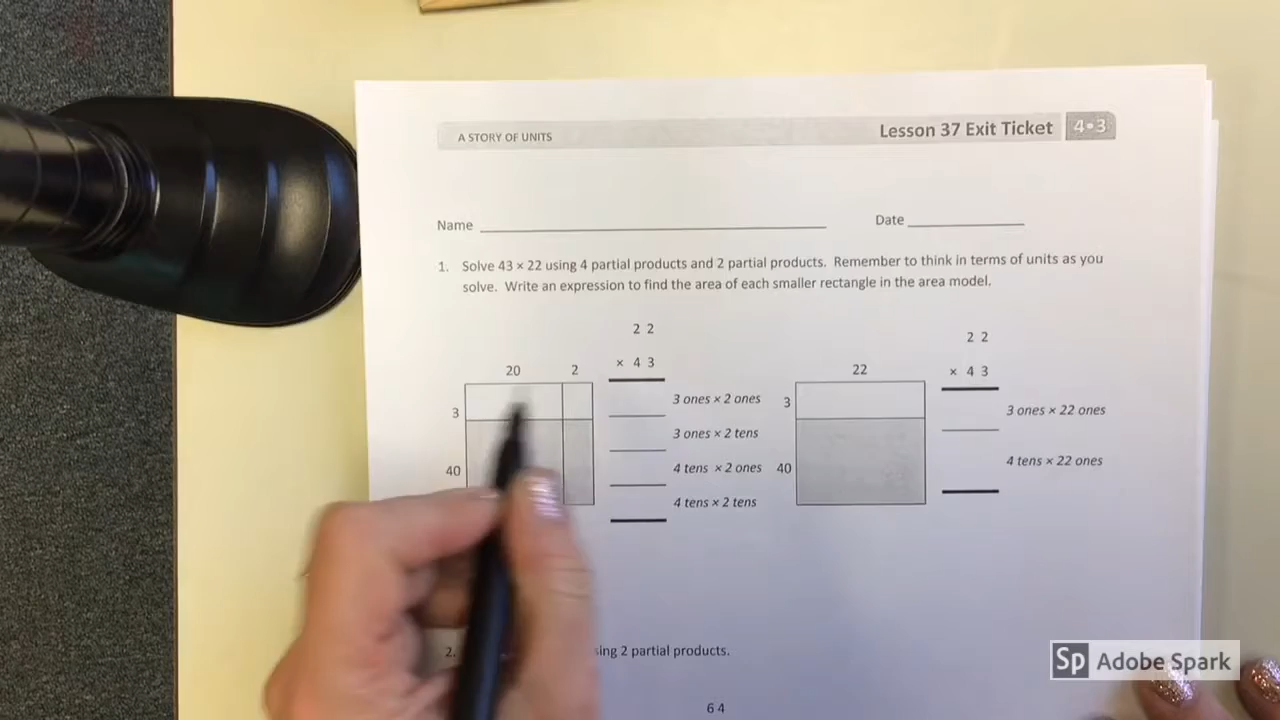 A STORY OF UNITS
Lesson 37 Exit Ticket 4•3
Name Date
1. Solve 43 × 22 using 4 partial products and 2 partial products. Remember to think in terms of units as you
solve. Write an expression to find the area of each smaller rectangle in the area model.
20 2
3
40
2 2
× 4 3
3 ones × 2 ones
3 ones × 2 tens
4 tens × 2 ones
4 tens × 2 tens
22
3
40
2 2
× 4 3
3 ones × 22 ones
4 tens × 22 ones
2. using 2 partial products.
6 4
Sp Adobe Spark